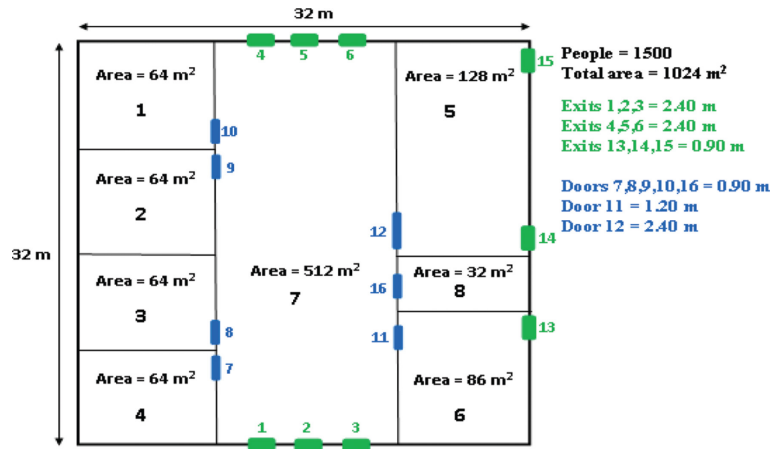 32 m
4 5 6
15
Area = 64 m²
1
Area = 128 m²
5
People = 1500
Total area = 1024 m²
Exits 1,2,3 = 2.40 m
Exits 4,5,6 = 2.40 m
Exits 13,14,15 = 0.90 m
10
9
Area = 64 m²
2
Doors 7,8,9,10,16 = 0.90 m
Door 11 = 1.20 m
Door 12 = 2.40 m
12
14
32 m
Area = 512 m²
7
Area = 64 m²
3
Area = 32 m²
8
16
8
11
13
7
Area = 64 m²
4
Area = 86 m²
6
1 2 3